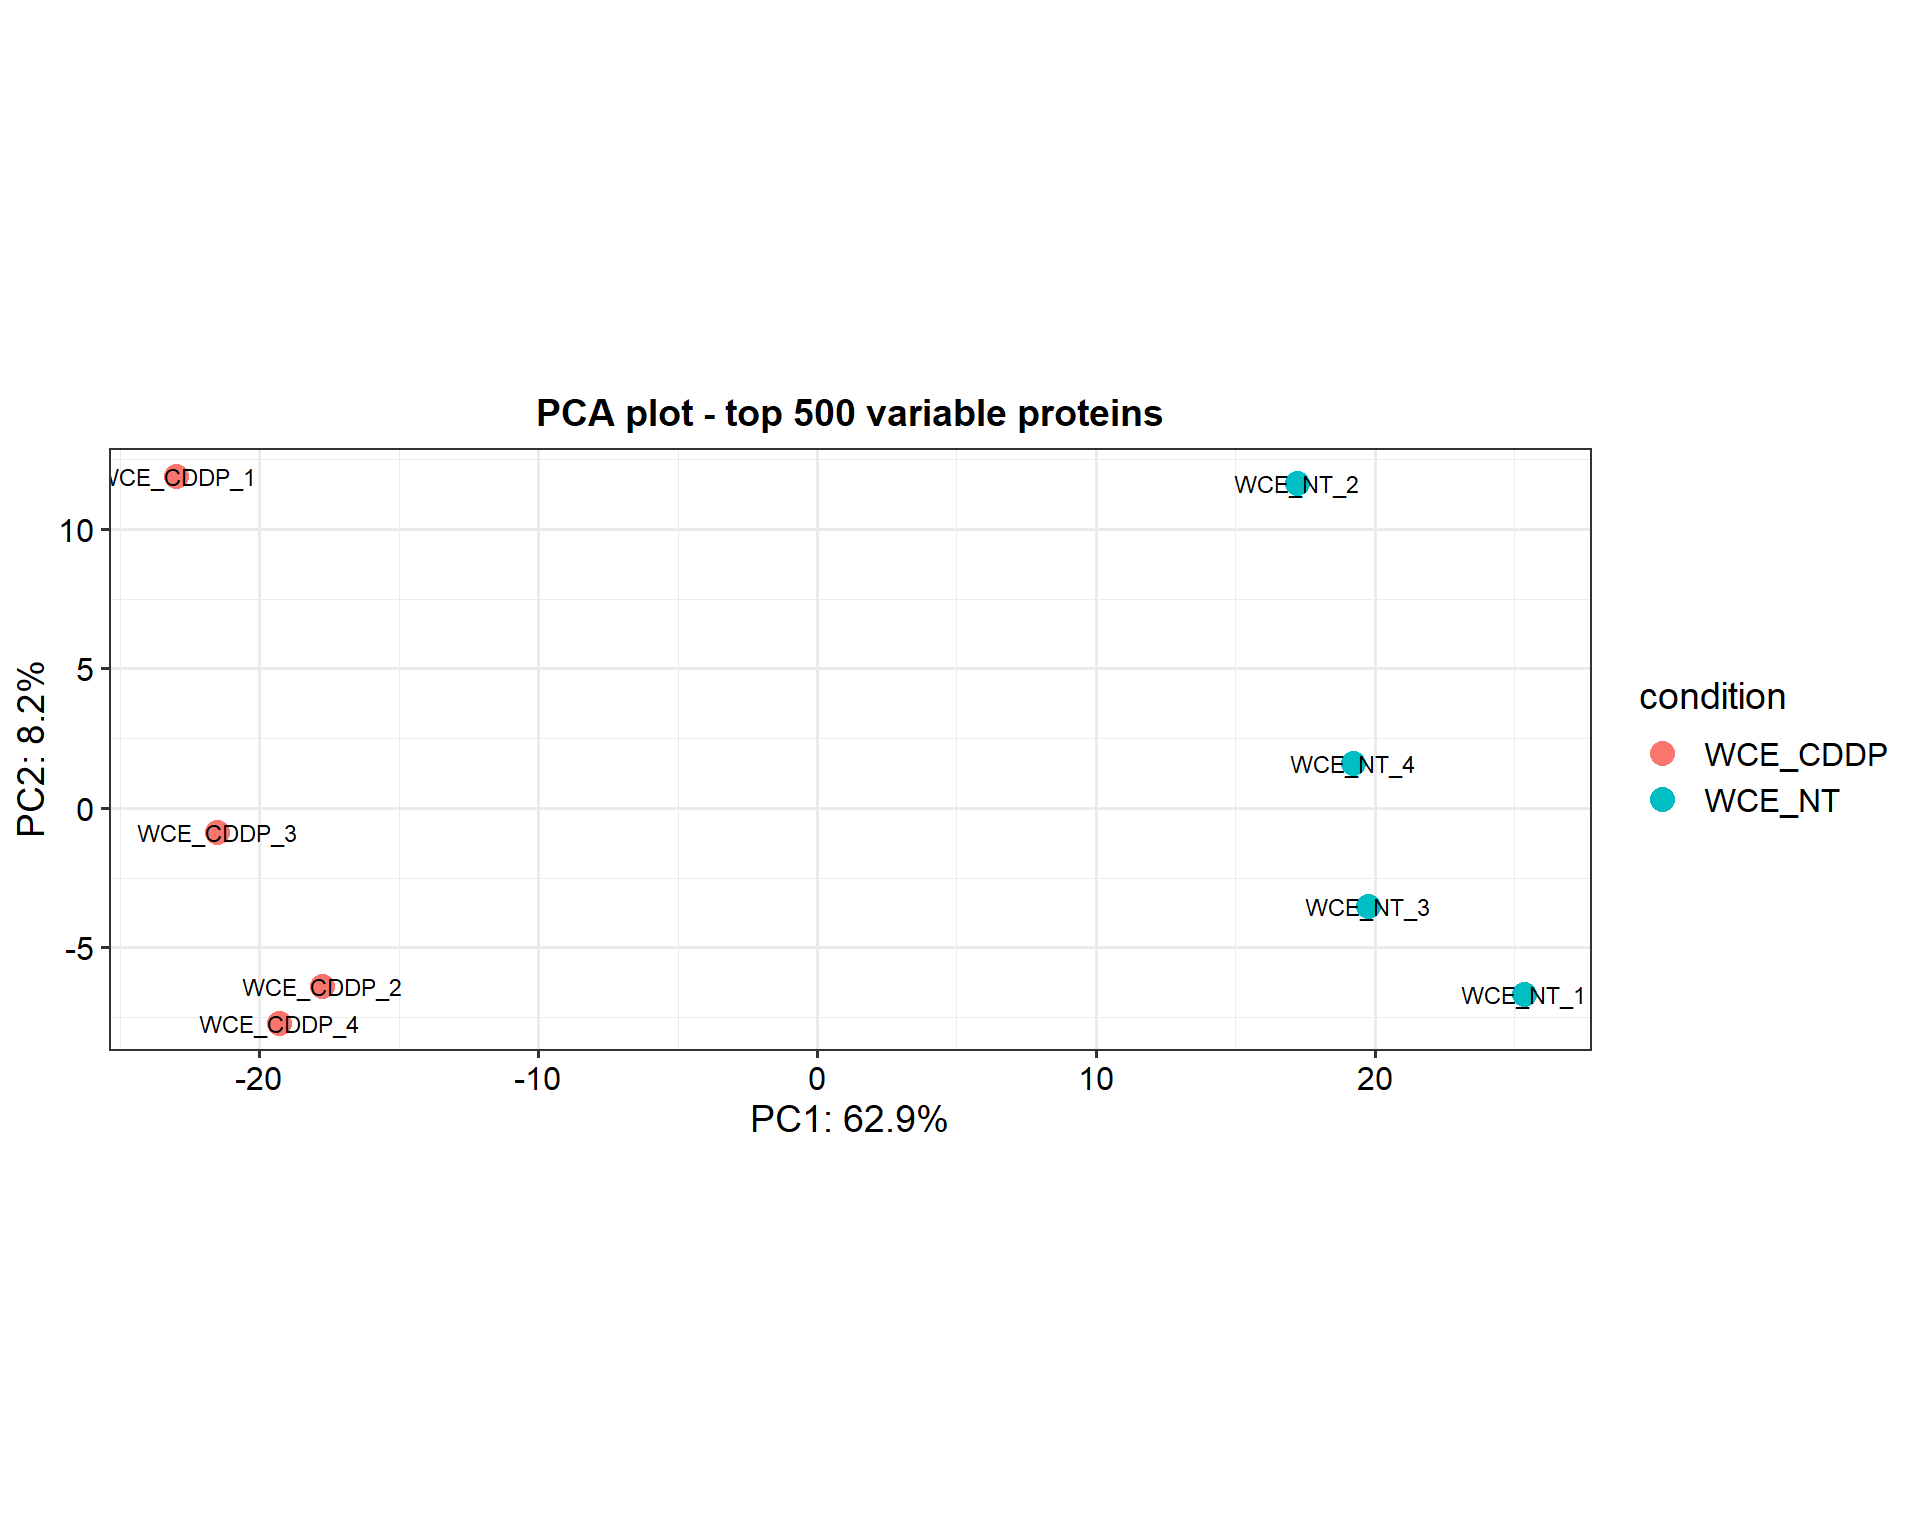 PCA plot - top 500 variable proteins
WCE_CDDP_1
WCE_NT_2
10
5
WCE_NT_4
0
WCE_CDDP_3
WCE_NT_3
-5
WCE_CDDP_2
WCE_NT_1
WCE_CDDP_4
-20
-10
0
10
20
PC1: 62.9%
PC2: 8.2%
condition
WCE_CDDP
WCE_NT